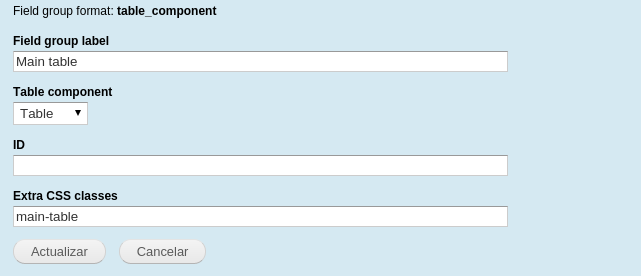 Field group format: table_component
Field group label
Main table
Table component
Table
ID
Extra CSS classes
main-table
Actualizar Cancelar